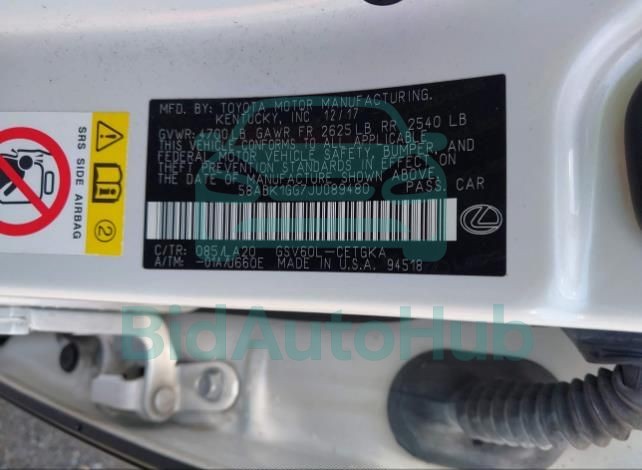 MFD. BY: TOYOTA MOTOR MANUFACTURING.
KENTUCKY, INC 12/17
GVWR: 4700 LB GAWR FR 2625 LB RR 2540 LB
THIS VEHICLE CONFORMS TO ALL APPLICABLE
FEDERAL MOTOR VEHICLE SAFETY BUMPER, AND
THEFT PREVENTION STANDARDS IN EFFECT ON
THE DATE OF MANUFACTURE SHOWN ABOVE.
58ABK1GG7JU089480 PASS. CAR
C/TR: 085/LA20 GSV60L-CETGKA
A/TM: -01A/U660E MADE IN U.S.A. 94518
SRS SIDE AIRBAG
2
BidAutoHub